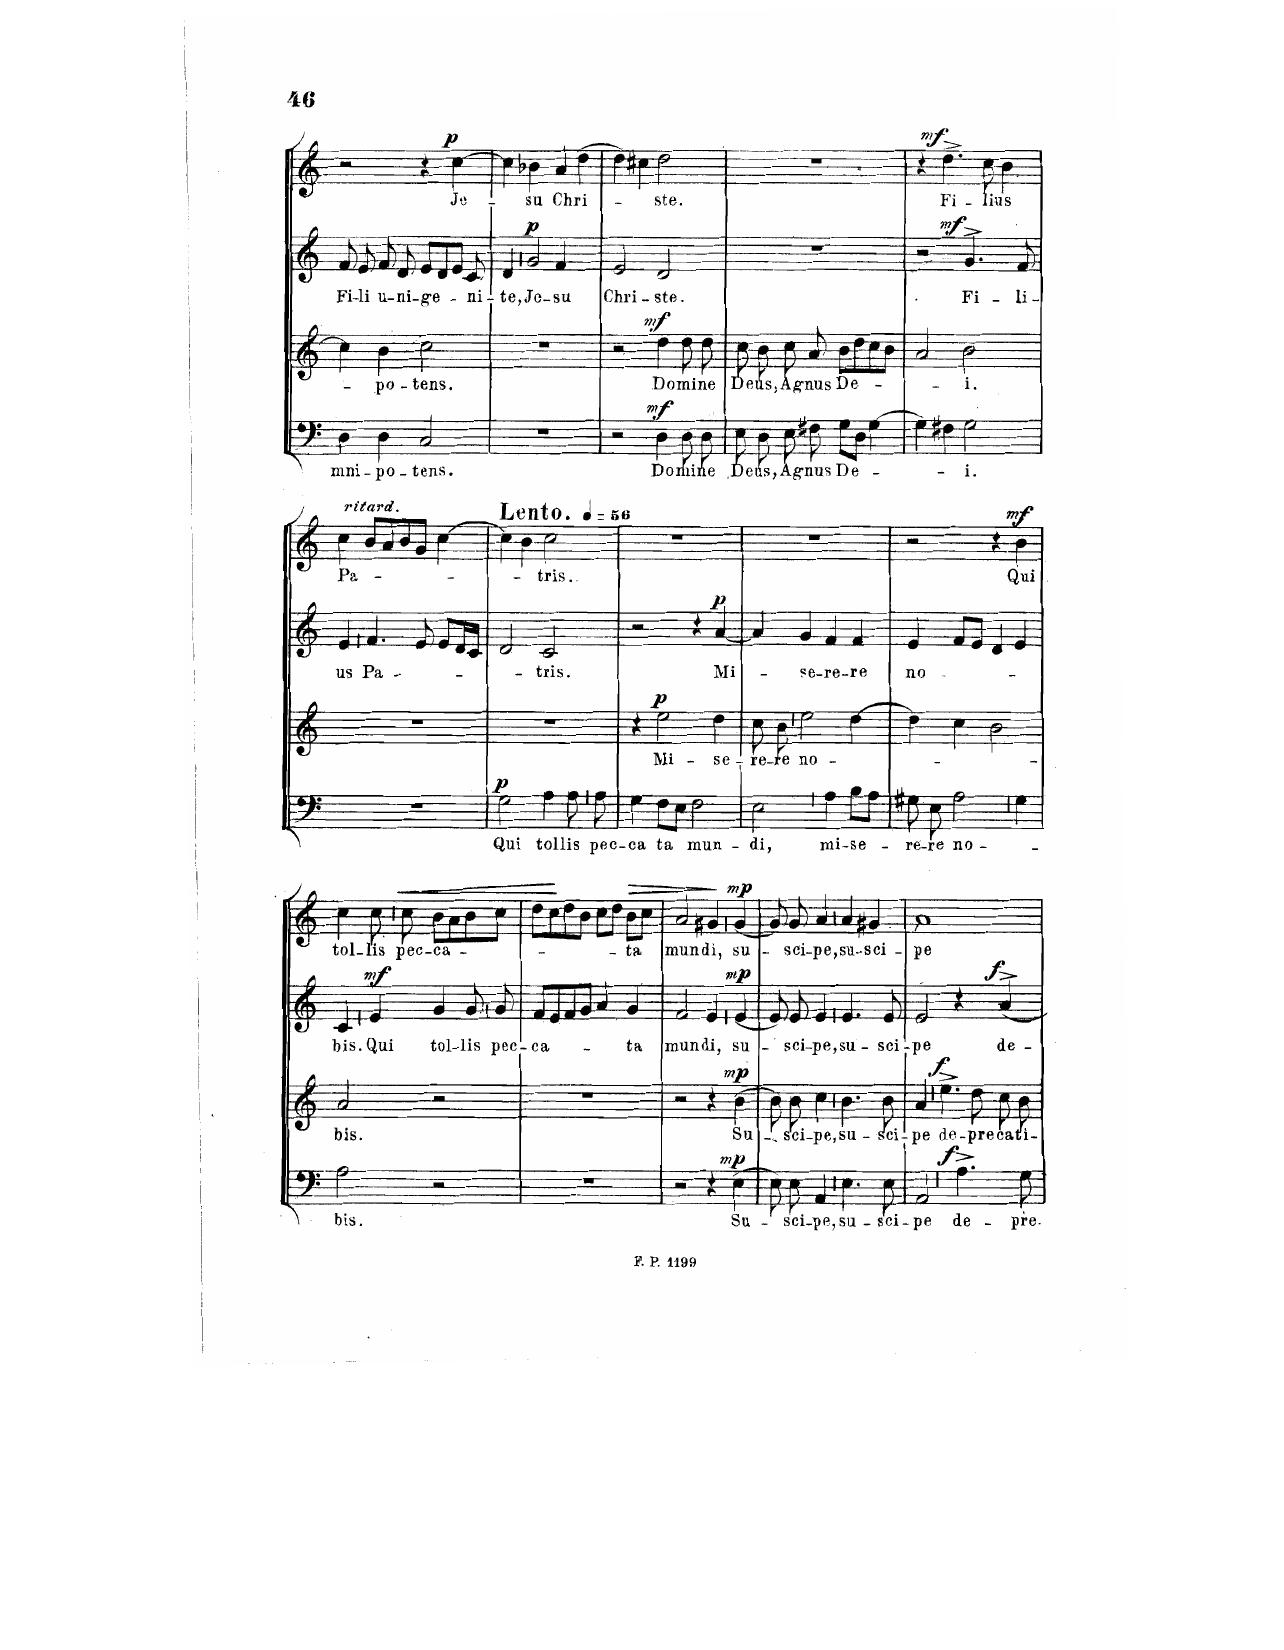 46
p
Je - su Chri - ste.
mf
Fi - lius
p
Fi-li u-ni-ge - ni-te, Je-su Chri - ste.
mf
Fi - li-
mf
- po - tens. Domine Deus, Agnus De - - i.
mf
mni - po - tens. Domine Deus, Agnus De - - i.
ritard.
Lento. ♩ = 56
mf
Pa - - - tris. Qui
p
us Pa - - - tris. Mi - se-re-re no - -
p
Mi - se - re-re no - - -
p
Qui tollis pec-ca ta mun - di, mi-se - re-re no - -
mp
tol-lis pec-ca - - - ta mundi, su - sci-pe, su-sci - pe
mf
mp
f
bis. Qui tol-lis pec-ca - - ta mundi, su - sci-pe, su - sci-pe de-
mp
f
bis. Su - sci-pe, su - sci-pe de-precati-
mp
f
bis. Su - sci-pe, su - sci-pe de - pre-
F. P. 1199